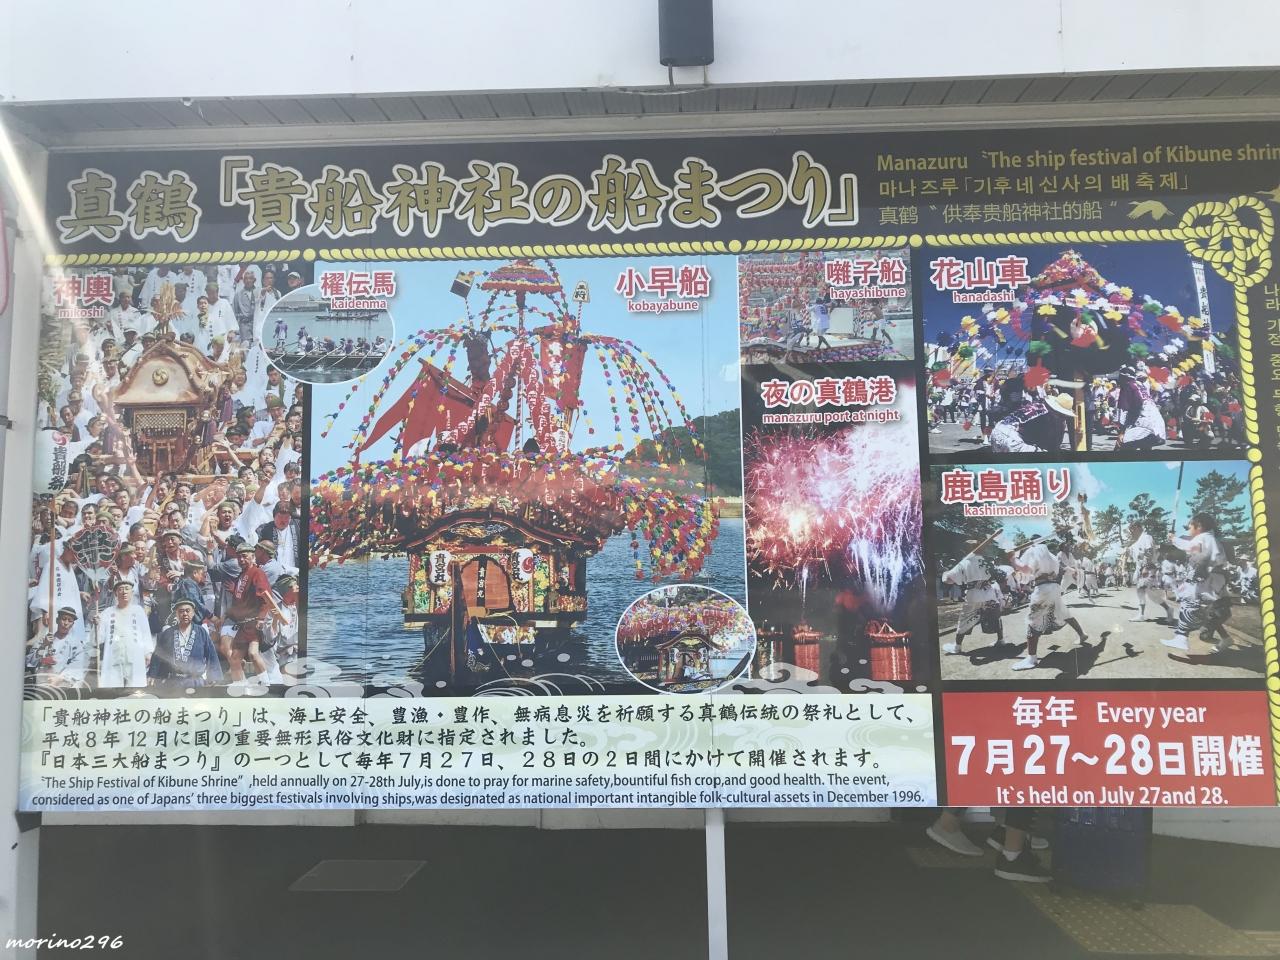 真鶴「貴船神社の船まつり」
Manazuru "The ship festival of Kibune shrin
마나즈루「기후네신사의 배축제」
真鹤〝供奉贵船神社的船〝
神輿
mikoshi
櫂伝馬
kaidenma
小早船
kobayabune
囃子船
hayashibune
花山車
hanadashi
夜の真鶴港
manazuru port at night
鹿島踊り
kashimaodori
「貴船神社の船まつり」は、海上安全、豊漁・豊作、無病息災を祈願する真鶴伝統の祭礼として、
平成8年12月に国の重要無形民俗文化財に指定されました。
『日本三大船まつり』の一つとして毎年7月27日、28日の2日間にかけて開催されます。
"The Ship Festival of Kibune Shrine" ,held annually on 27-28th July,is done to pray for marine safety,bountiful fish crop,and good health. The event,
considered as one of Japans' three biggest festivals involving ships,was designated as national important intangible folk-cultural assets in December 1996.
毎年 Every year
7月27～28日開催
It`s held on July 27and 28.
morino296